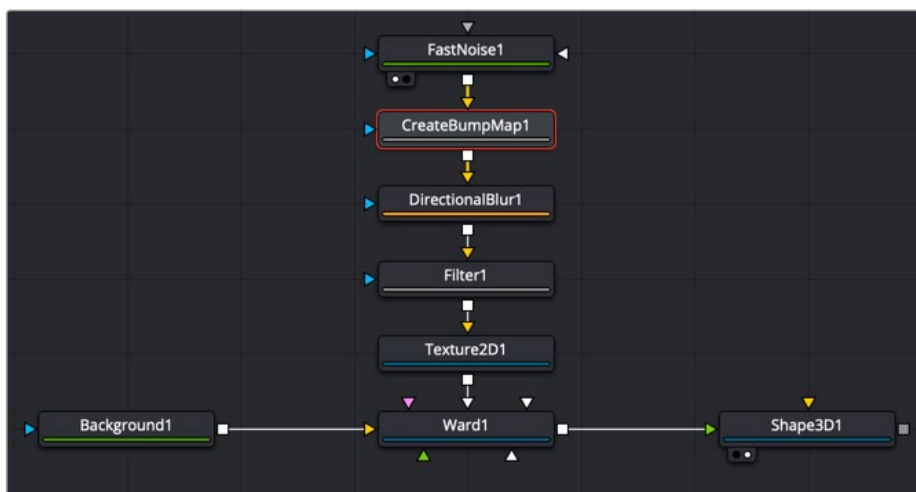 FastNoise1
CreateBumpMap1
DirectionalBlur1
Filter1
Texture2D1
Background1
Ward1
Shape3D1